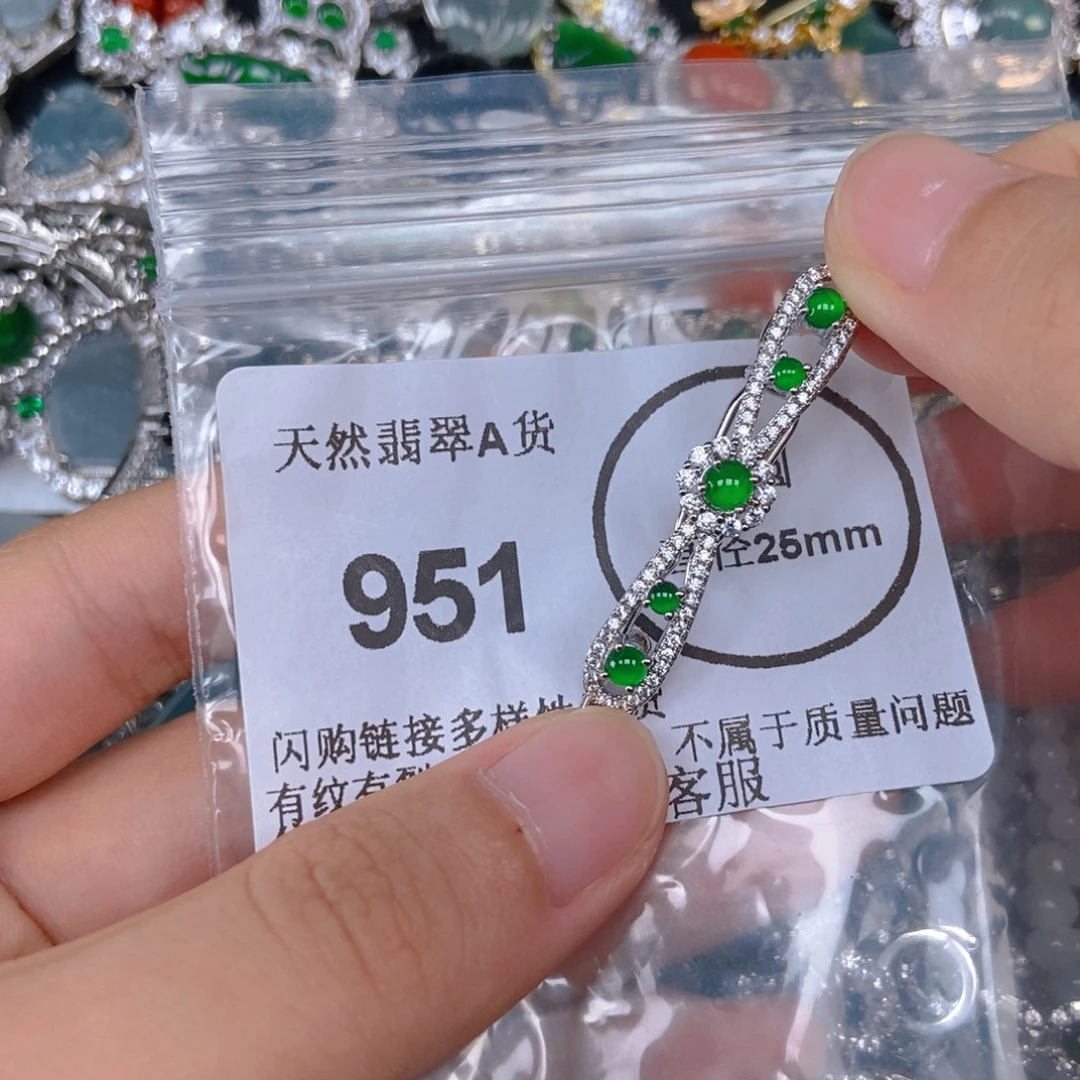 天然翡翠A货
951
径25mm
闪购链接多样 不属于质量问题
有纹有 客服